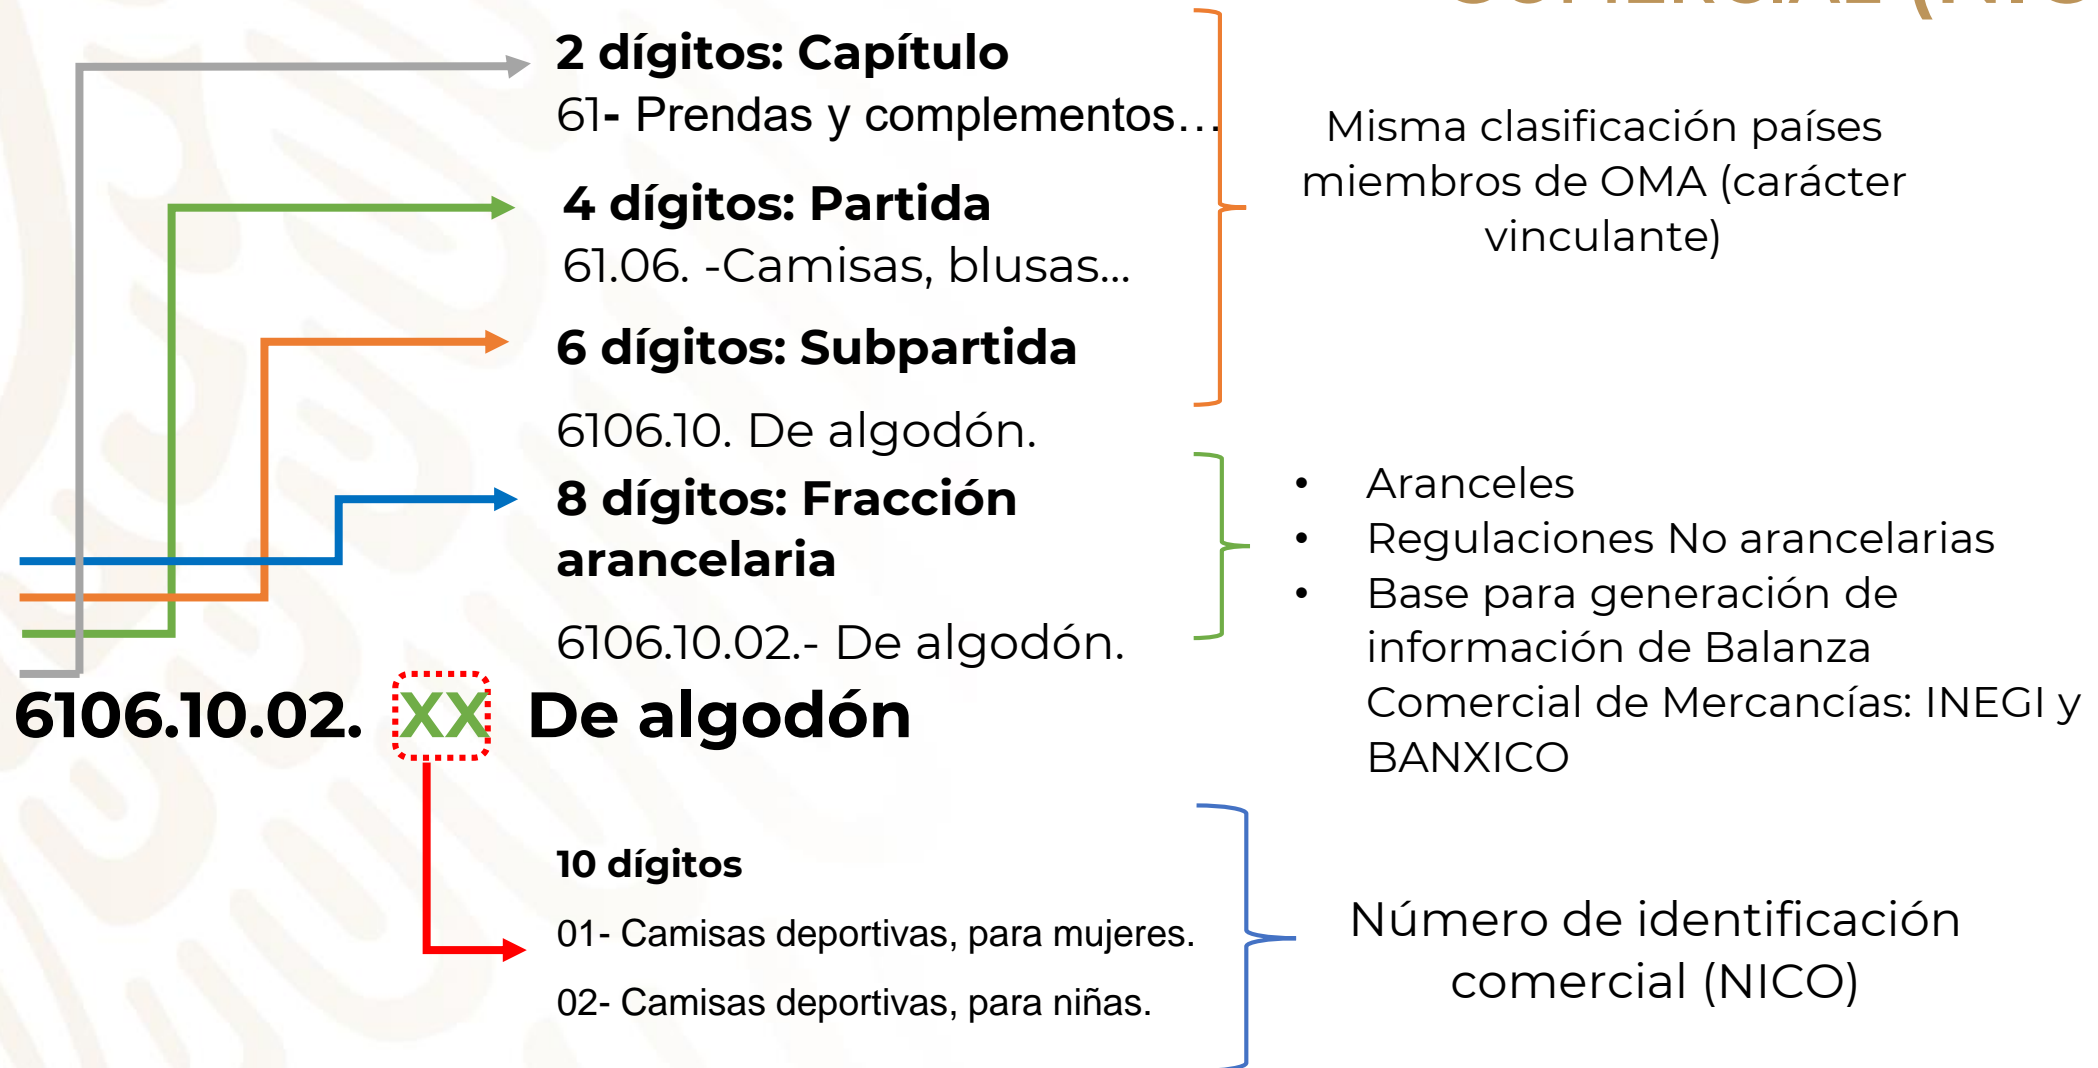 2 dígitos: Capítulo
61- Prendas y complementos...
4 dígitos: Partida
61.06. -Camisas, blusas...
6 dígitos: Subpartida
6106.10. De algodón.
8 dígitos: Fracción
arancelaria
6106.10.02.- De algodón.
6106.10.02. XX De algodón
10 dígitos
01- Camisas deportivas, para mujeres.
02- Camisas deportivas, para niñas.
Misma clasificación países
miembros de OMA (carácter
vinculante)
• Aranceles
• Regulaciones No arancelarias
• Base para generación de
información de Balanza
Comercial de Mercancías: INEGI y
BANXICO
Número de identificación
comercial (NICO)